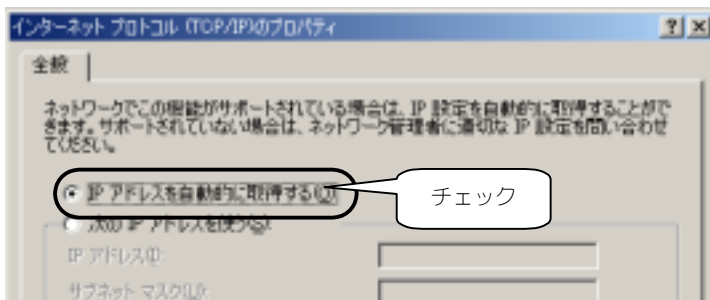 インターネット プロトコル (TCP/IP)のプロパティ
全般
ネットワークでこの機能がサポートされている場合は、IP 設定を自動的に取得することがで
きます。サポートされていない場合は、ネットワーク管理者に適切な IP 設定を問い合わせ
てください。
IP アドレスを自動的に取得する(O)
チェック
次の IP アドレスを使う(S):
IP アドレス(I):
サブネット マスク(U):